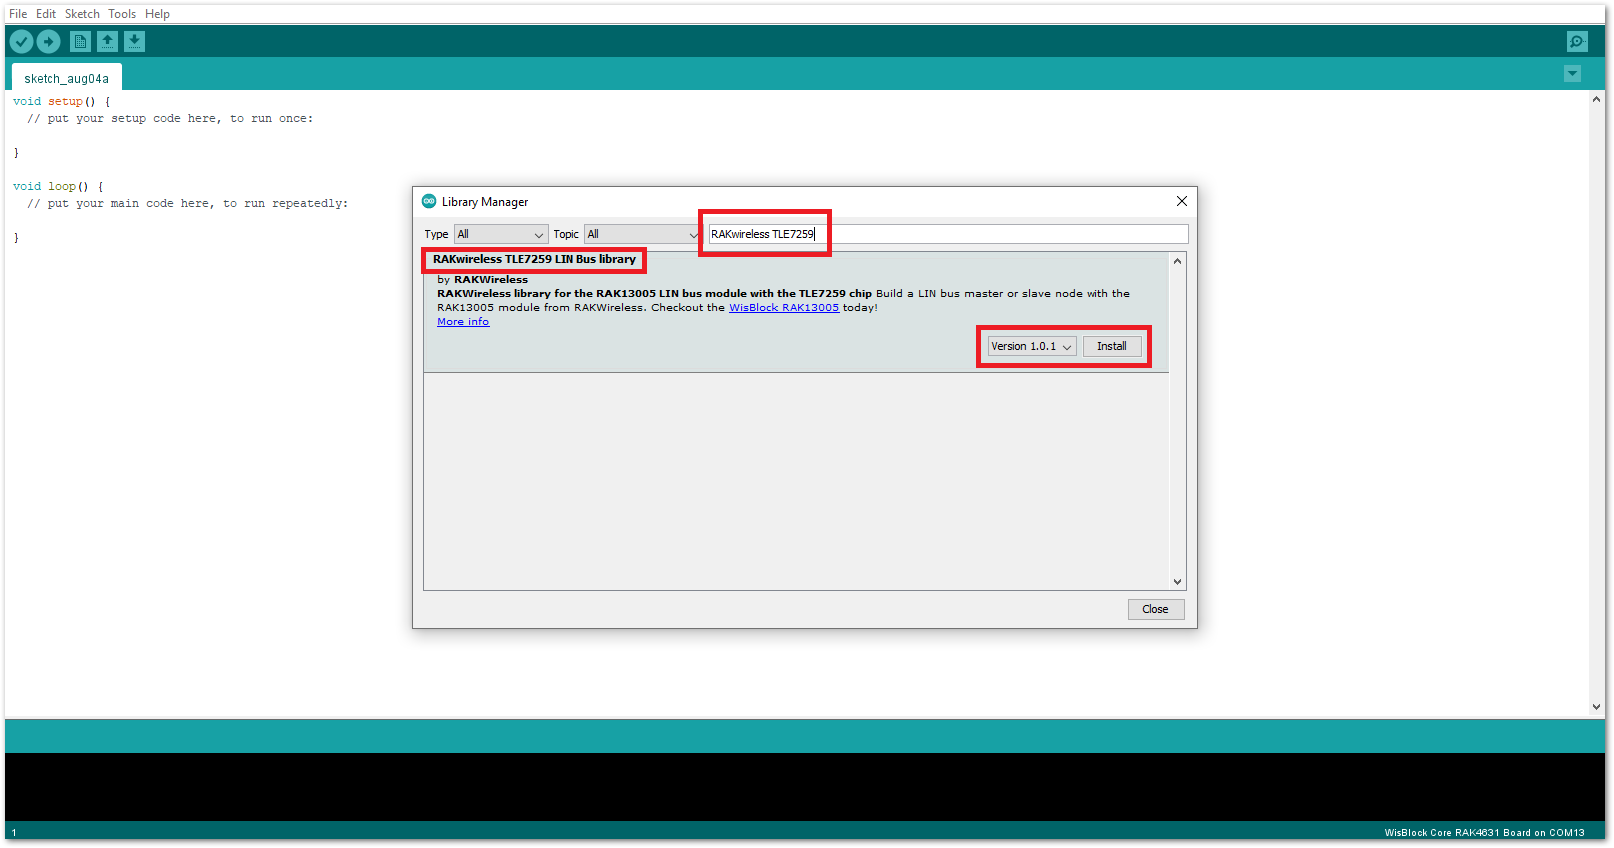 File Edit Sketch Tools Help
sketch_aug04a
void setup() {
// put your setup code here, to run once:
}
void loop() {
// put your main code here, to run repeatedly:
}
Library Manager
Type All Topic All RAKwireless TLE7259
RAKwireless TLE7259 LIN Bus library
by RAKWireless
RAKWireless library for the RAK13005 LIN bus module with the TLE7259 chip Build a LIN bus master or slave node with the
RAK13005 module from RAKWireless. Checkout the WisBlock RAK13005 today!
More info
Version 1.0.1 Install
Close
1 WisBlock Core RAK4631 Board on COM13